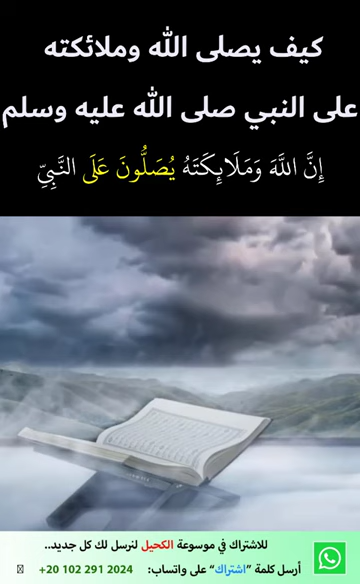 كيف يصلى الله وملائكته
على النبي صلى الله عليه وسلم
إِنَّ اللَّهَ وَمَلَائِكَتَهُ يُصَلُّونَ عَلَى النَّبِيِّ
للاشتراك في موسوعة الكحيل لنرسل لك كل جديد..
أرسل كلمة "اشتراك" على واتساب: +20 102 291 2024